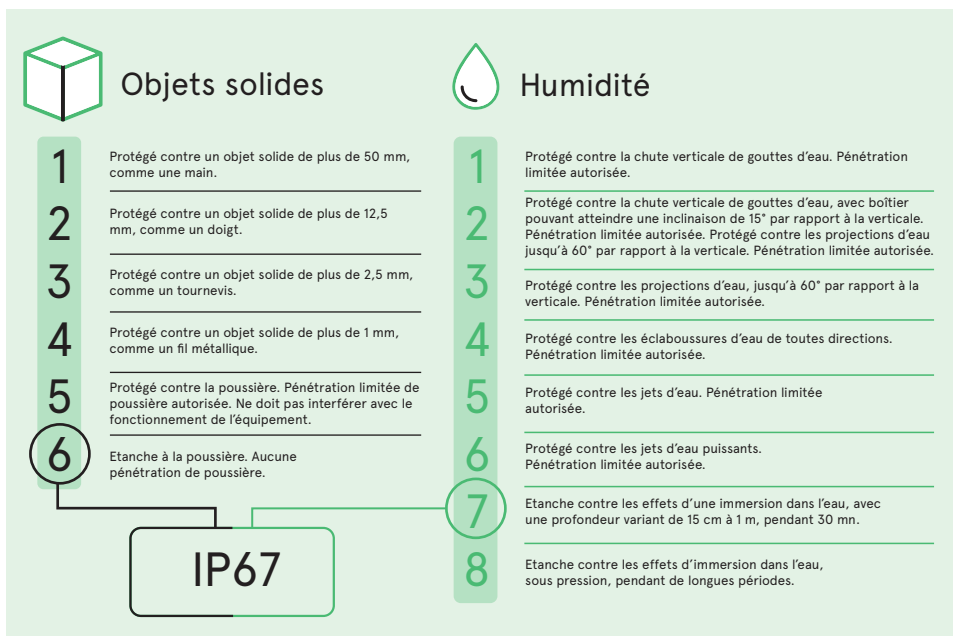 Objets solides
1
Protégé contre un objet solide de plus de 50 mm,
comme une main.
2
Protégé contre un objet solide de plus de 12,5
mm, comme un doigt.
3
Protégé contre un objet solide de plus de 2,5 mm,
comme un tournevis.
4
Protégé contre un objet solide de plus de 1 mm,
comme un fil métallique.
5
Protégé contre la poussière. Pénétration limitée de
poussière autorisée. Ne doit pas interférer avec le
fonctionnement de l'équipement.
6
Etanche à la poussière. Aucune
pénétration de poussière.
Humidité
1
Protégé contre la chute verticale de gouttes d'eau. Pénétration
limitée autorisée.
2
Protégé contre la chute verticale de gouttes d'eau, avec boîtier
pouvant atteindre une inclinaison de 15° par rapport à la verticale.
Pénétration limitée autorisée. Protégé contre les projections d'eau
jusqu'à 60° par rapport à la verticale. Pénétration limitée autorisée.
3
Protégé contre les projections d'eau, jusqu'à 60° par rapport à la
verticale. Pénétration limitée autorisée.
4
Protégé contre les éclaboussures d'eau de toutes directions.
Pénétration limitée autorisée.
5
Protégé contre les jets d'eau. Pénétration limitée
autorisée.
6
Protégé contre les jets d'eau puissants.
Pénétration limitée autorisée.
7
Etanche contre les effets d'une immersion dans l'eau, avec
une profondeur variant de 15 cm à 1 m, pendant 30 mn.
8
Etanche contre les effets d'immersion dans l'eau,
sous pression, pendant de longues périodes.
IP67